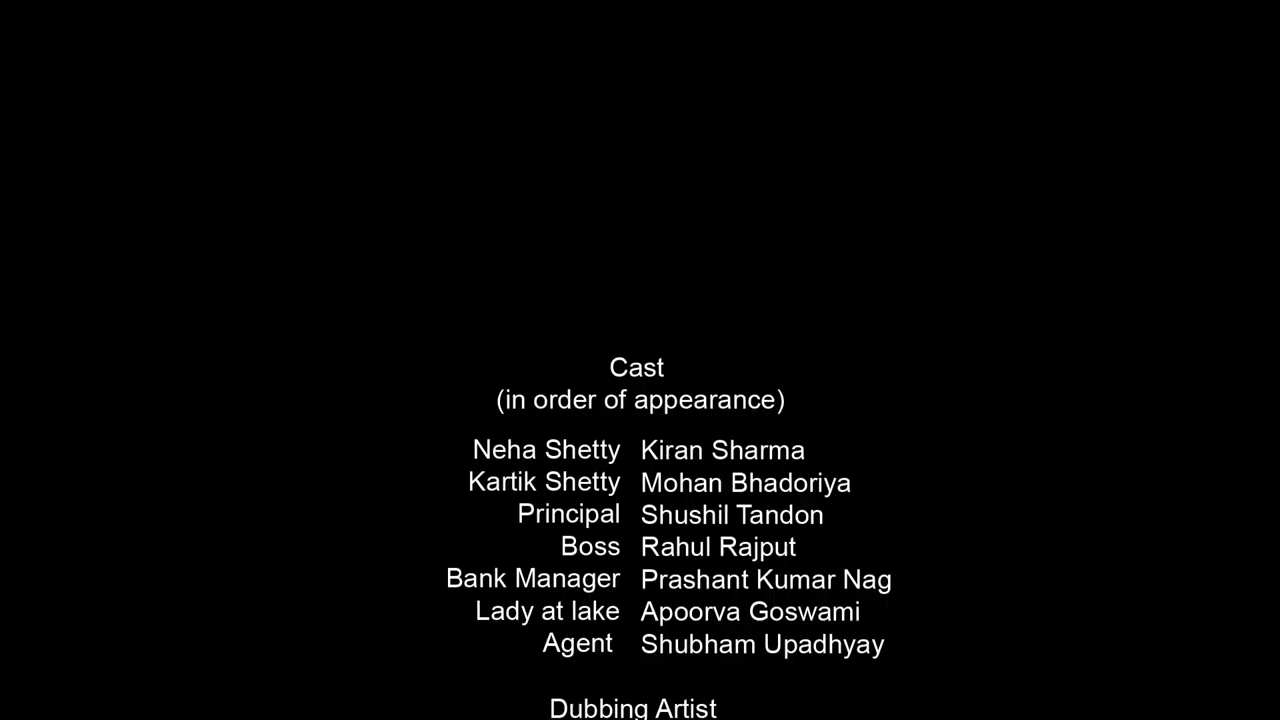 Cast
(in order of appearance)
Neha Shetty Kiran Sharma
Kartik Shetty Mohan Bhadoriya
Principal Shushil Tandon
Boss Rahul Rajput
Bank Manager Prashant Kumar Nag
Lady at lake Apoorva Goswami
Agent Shubham Upadhyay
Dubbing Artist